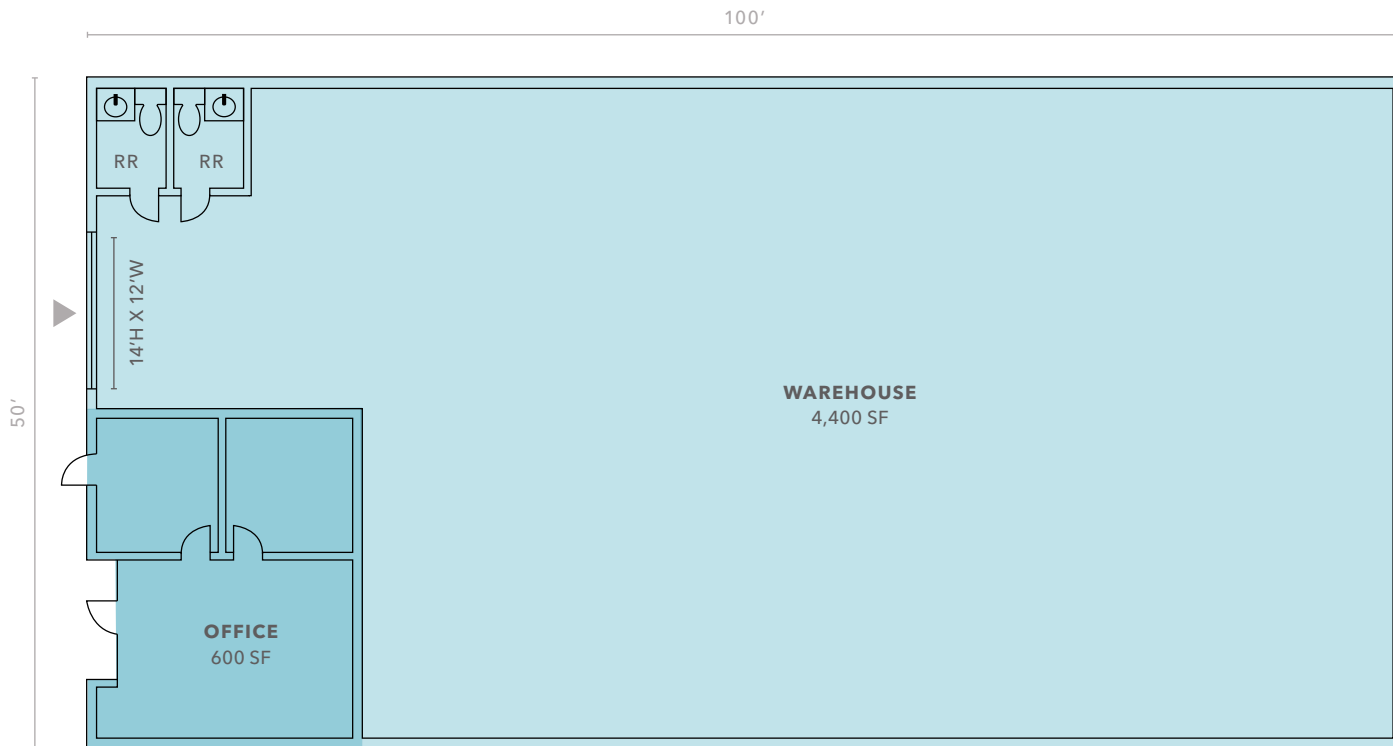 100’
RR
RR
14’H X 12’W
50’
WAREHOUSE
4,400 SF
OFFICE
600 SF